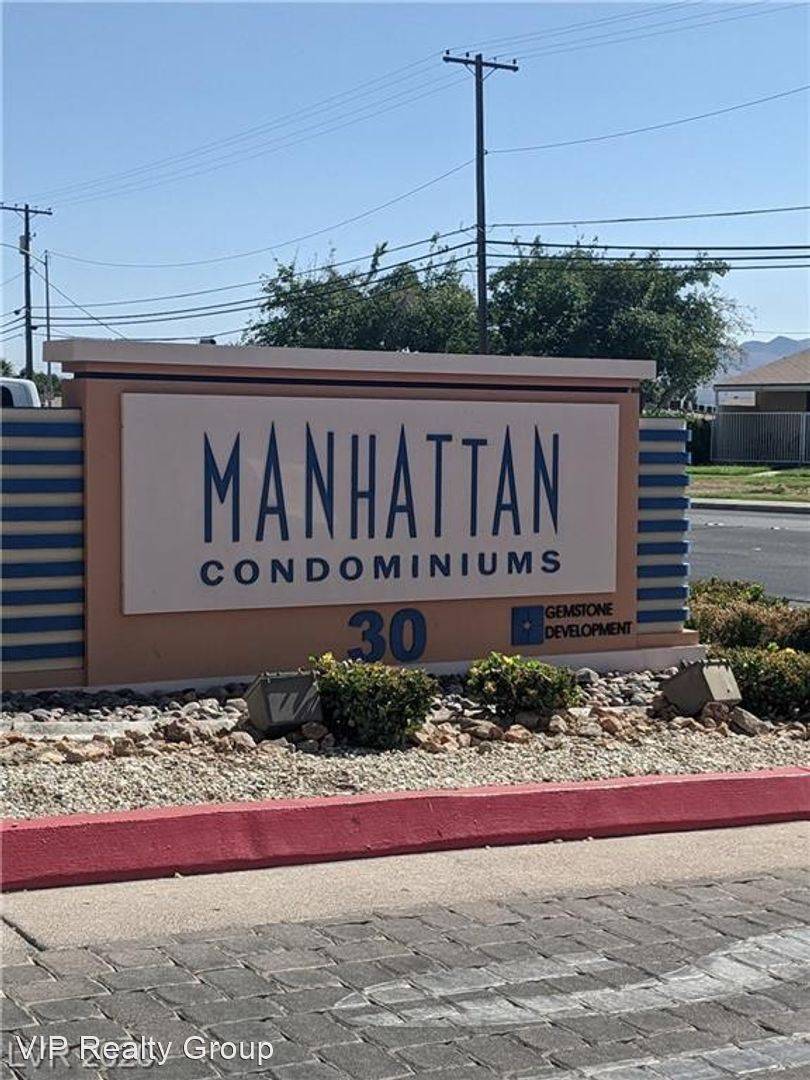 MANHATTAN
CONDOMINIUMS
30
GEMSTONE
DEVELOPMENT
VIP Realty Group